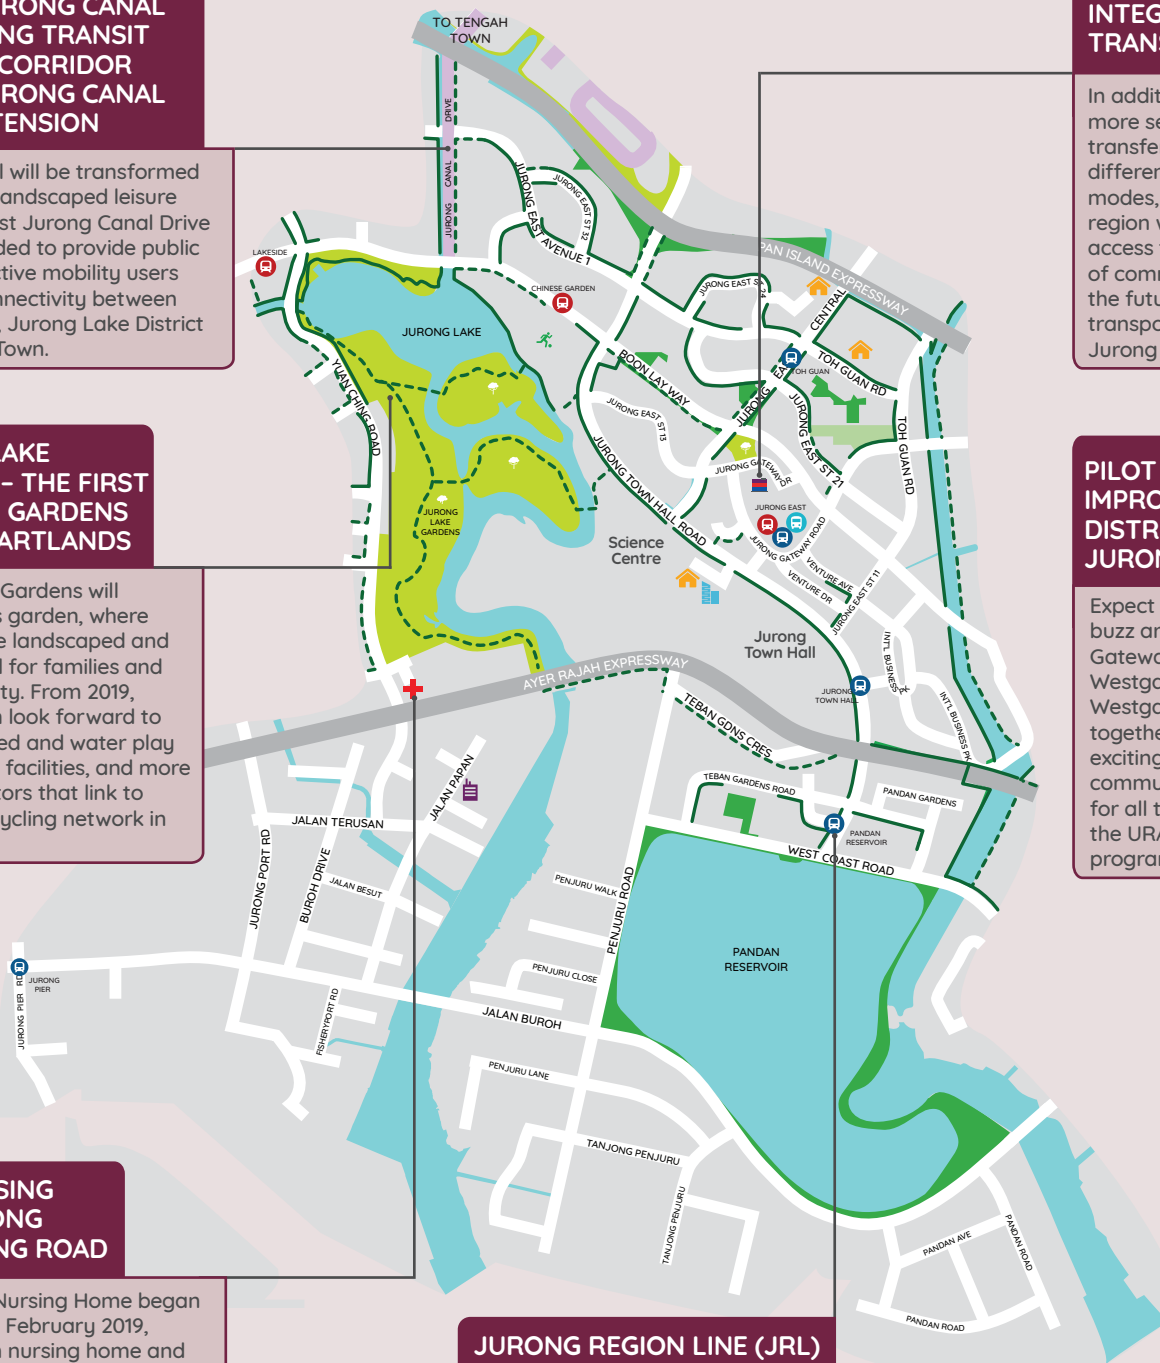 RONG CANAL
NG TRANSIT
CORRIDOR
RONG CANAL
TENSION
l will be transformed
landscaped leisure
st Jurong Canal Drive
ded to provide public
ctive mobility users
nnectivity between
, Jurong Lake District
Town.
AKE
– THE FIRST
GARDENS
ARTLANDS
Gardens will
s garden, where
e landscaped and
d for families and
ty. From 2019,
n look forward to
ed and water play
facilities, and more
tors that link to
ycling network in
SING
ONG
NG ROAD
Nursing Home began
February 2019,
n nursing home and
JURONG REGION LINE (JRL)
INTEG
TRANS
In addit
more se
transfe
differen
modes,
region w
access
of comm
the futu
transpo
Jurong
PILOT
IMPRO
DISTR
JURON
Expect
buzz ar
Gatewa
Westga
Westga
togethe
exciting
commu
for all t
the URA
progra
TO TENGAH
TOWN
JURONG CANAL DRIVE
JURONG EAST ST 32
JURONG EAST AVENUE 1
PAN ISLAND EXPRESSWAY
LAKESIDE
CHINESE GARDEN
JURONG EAST ST 24
JURONG EAST CENTRAL
JURONG LAKE
BOON LAY WAY
TOH GUAN
TOH GUAN RD
YUAN CHING ROAD
JURONG EAST ST 13
JURONG EAST ST 21
TOH GUAN RD
JURONG TOWN HALL ROAD
JURONG GATEWAY
DR
JURONG EAST
JURONG GATEWAY ROAD
JURONG
LAKE
GARDENS
Science
Centre
VENTURE AVE
VENTURE DR
JURONG EAST ST 11
Jurong
Town Hall
INT'L BUSINESS PK
JURONG
TOWN HALL
INT'L BUSINESS PK
AYER RAJAH EXPRESSWAY
TEBAN GDNS CRES
TEBAN GARDENS ROAD
PANDAN GARDENS
PANDAN
RESERVOIR
WEST COAST ROAD
JALAN PAPAN
JALAN TERUSAN
JURONG PORT RD
BUROH DRIVE
JALAN BESUT
PENJURU WALK
PENJURU ROAD
PANDAN
RESERVOIR
JURONG
PIER
JURONG PIER RD
PENJURU CLOSE
FISHERYPORT RD
JALAN BUROH
PENJURU LANE
TANJONG PENJURU
TANJONG PENJURU
PANDAN AVE
PANDAN ROAD
PANDAN ROAD